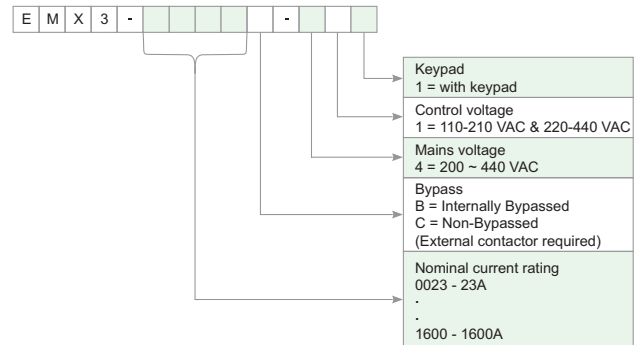 E M X 3 - -
Keypad
1 = with keypad
Control voltage
1 = 110-210 VAC & 220-440 VAC
Mains voltage
4 = 200 ~ 440 VAC
Bypass
B = Internally Bypassed
C = Non-Bypassed
(External contactor required)
Nominal current rating
0023 - 23A
.
.
1600 - 1600A